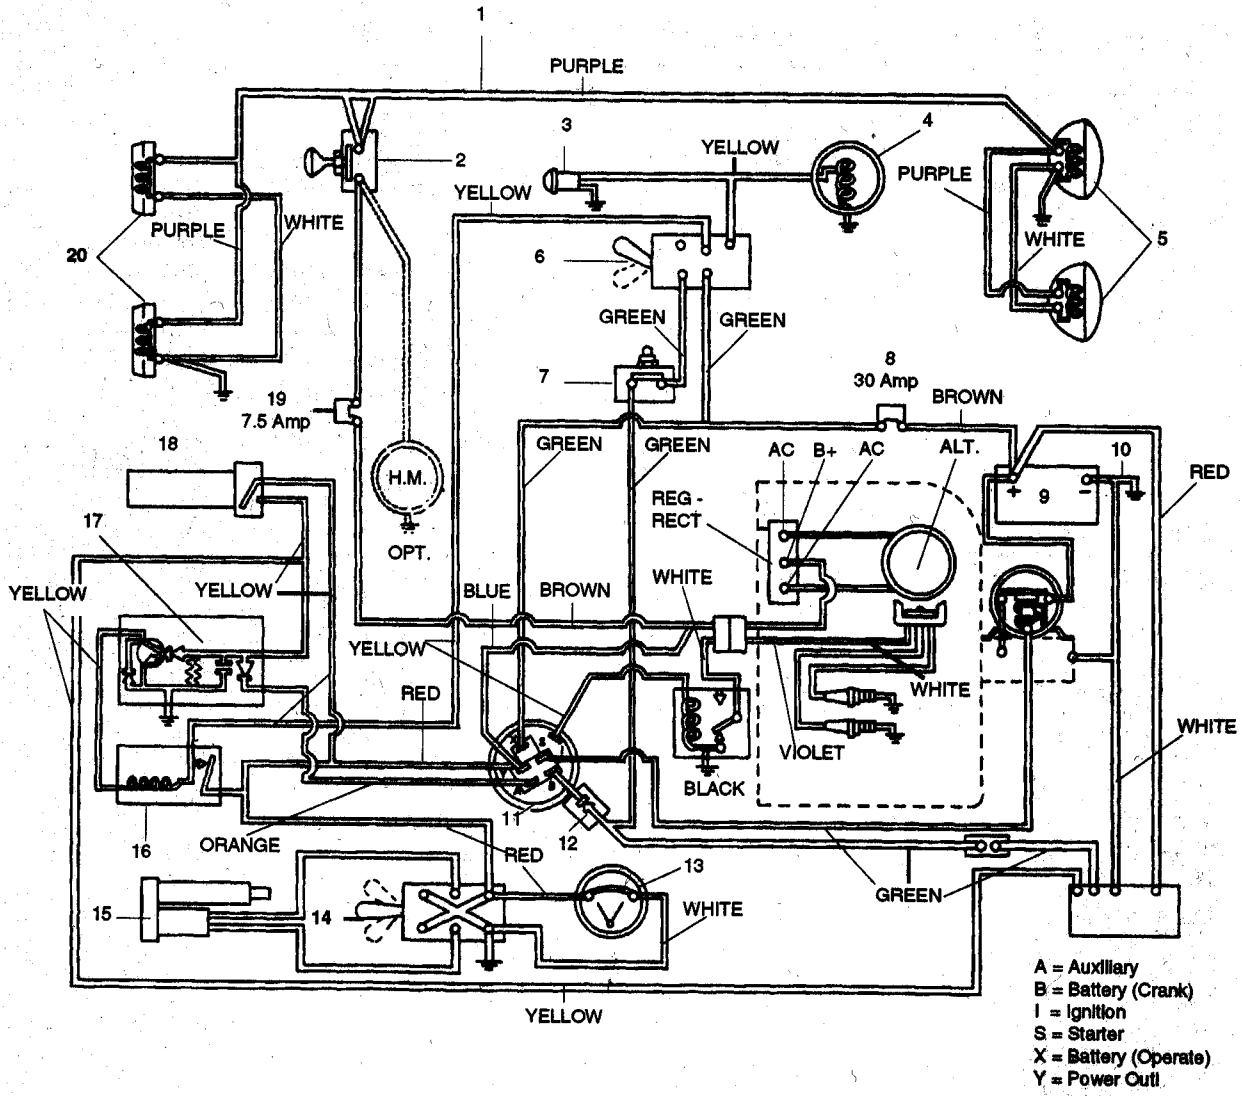 1
PURPLE
3
4
YELLOW
2
YELLOW
PURPLE
WHITE
PURPLE
20
6
WHITE
5
GREEN
GREEN
7
8
30 Amp
BROWN
19
7.5 Amp
18
GREEN
GREEN
AC
B+
AC
ALT.
10
RED
H.M.
REG -
RECT
+
9
-
17
OPT.
YELLOW
YELLOW
BLUE
BROWN
WHITE
YELLOW
RED
WHITE
VIOLET
WHITE
BLACK
11
12
16
ORANGE
RED
13
15
14
WHITE
GREEN
YELLOW
A = Auxiliary
B = Battery (Crank)
I = Ignition
S = Starter
X = Battery (Operate)
Y = Power Outl